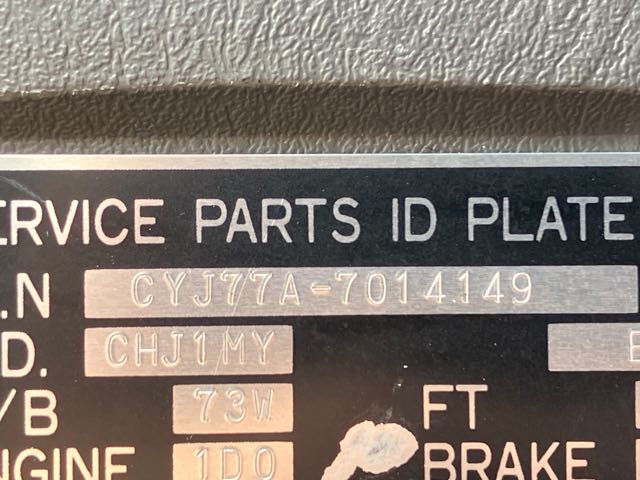 ERVICE PARTS ID PLATE
.N CYJ77A-7014149
D. CHJ1MY E
/B 73W FT
NGINE 1D0 BRAKE